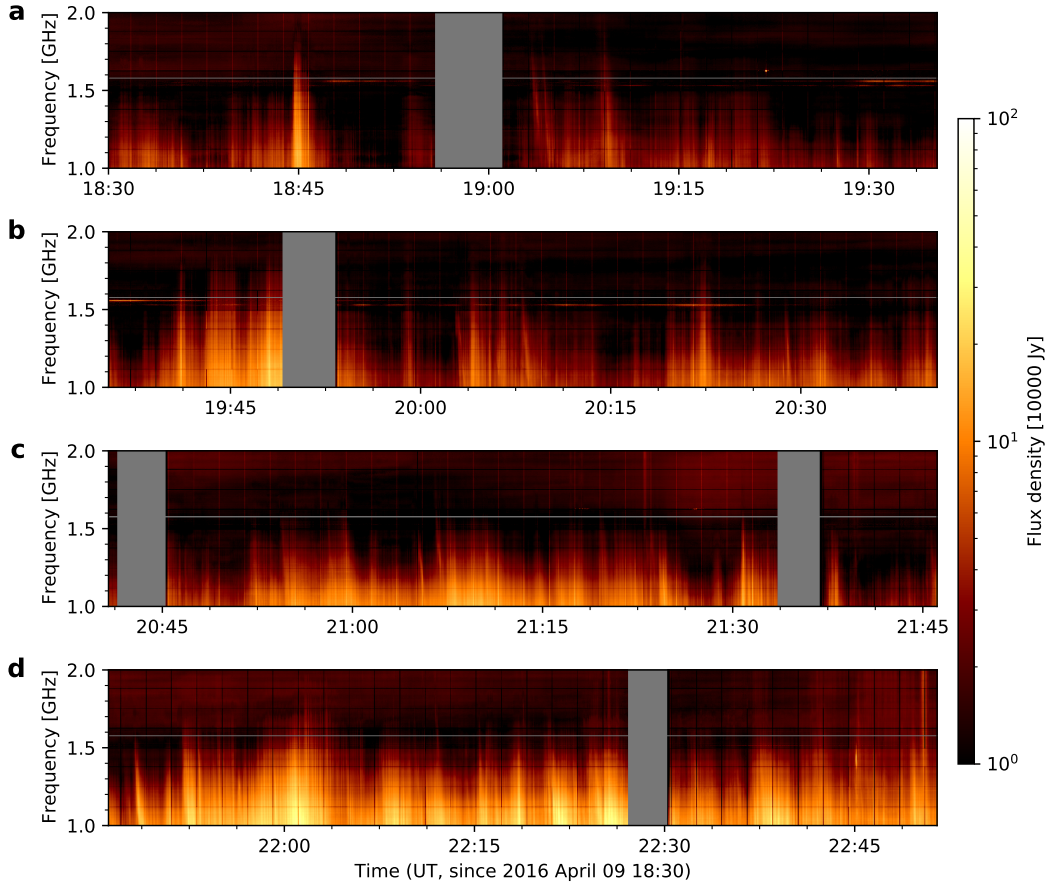 a
Frequency [GHz]
2.0
1.5
1.0
18:30 18:45 19:00 19:15 19:30
b
Frequency [GHz]
2.0
1.5
1.0
19:45 20:00 20:15 20:30
c
Frequency [GHz]
2.0
1.5
1.0
20:45 21:00 21:15 21:30 21:45
d
Frequency [GHz]
2.0
1.5
1.0
22:00 22:15 22:30 22:45
Time (UT, since 2016 April 09 18:30)
10²
10¹
10⁰
Flux density [10000 Jy]